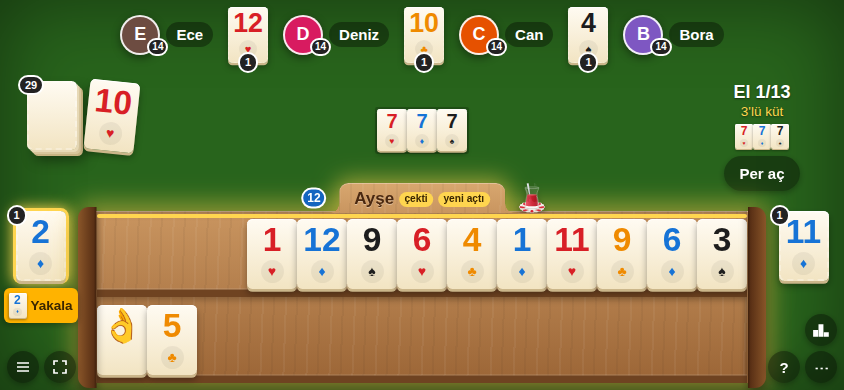 12 10 4
E Ece D Deniz C Can B Bora
14 14 14 14
1 1 1
29
10
7 7 7
El 1/13
3'lü küt
7 7 7
Per aç
12 Ayşe çekti yeni açtı
1 2
1 12 9 6 4 1 11 9 6 3
1 11
2 Yakala
5
?